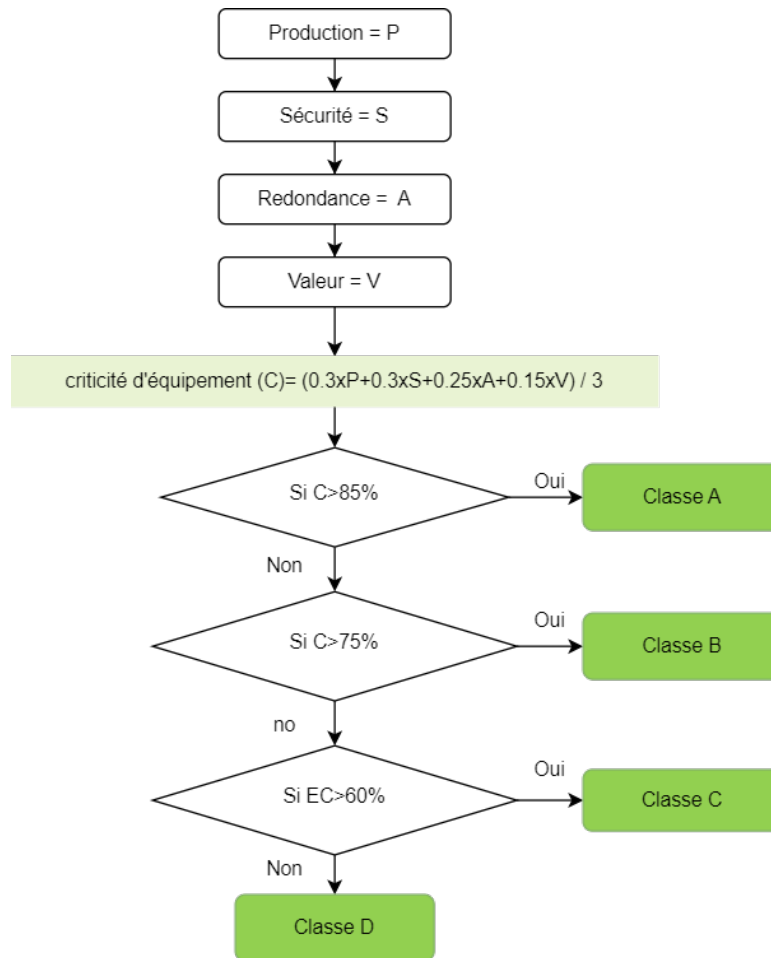 Production = P
Sécurité = S
Redondance = A
Valeur = V
criticité d'équipement (C)= (0.3xP+0.3xS+0.25xA+0.15xV) / 3
Si C>85%
Oui
Classe A
Non
Si C>75%
Oui
Classe B
no
Si EC>60%
Oui
Classe C
Non
Classe D